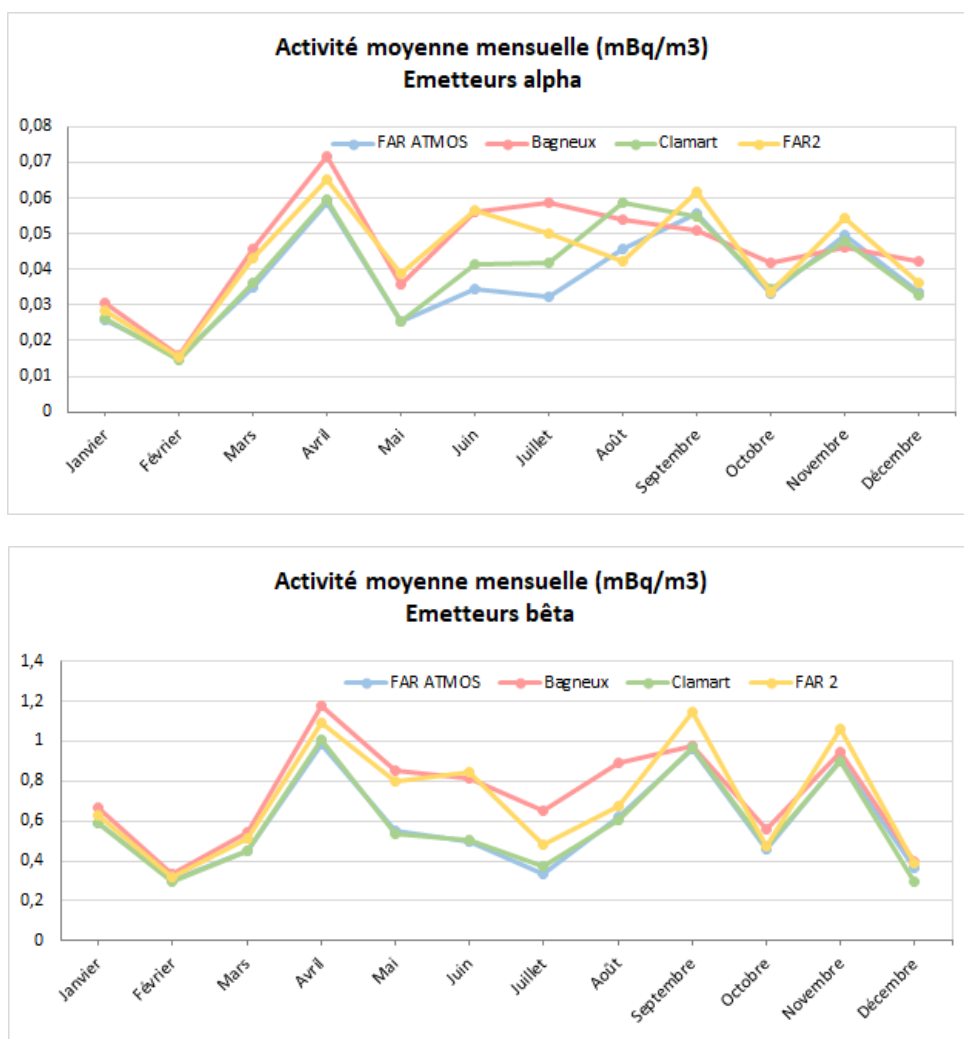 Activité moyenne mensuelle (mBq/m3)
Emetteurs alpha
0,08
FAR ATMOS Bagneux Clamart FAR2
0,07
0,06
0,05
0,04
0,03
0,02
0,01
0
Janvier Février Mars Avril Mai Juin Juillet Août Septembre Octobre Novembre Décembre
Activité moyenne mensuelle (mBq/m3)
Emetteurs bêta
1,4
FAR ATMOS Bagneux Clamart FAR 2
1,2
1
0,8
0,6
0,4
0,2
0
Janvier Février Mars Avril Mai Juin Juillet Août Septembre Octobre Novembre Décembre